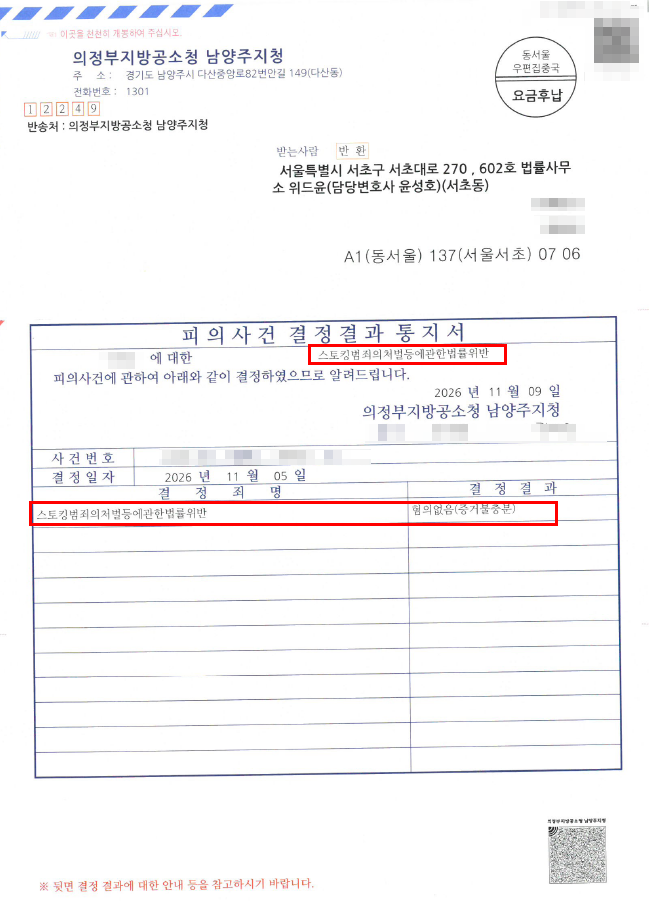 ※ 이곳을 천천히 개봉하여 주십시오.
의정부지방공소청 남양주지청
주 소 : 경기도 남양주시 다산중앙로82번안길 149(다산동)
전화번호 : 1301
12249
반송처 : 의정부지방공소청 남양주지청
동서울
우편집중국
요금후납
받는사람 반 환
서울특별시 서초구 서초대로 270 , 602호 법률사무
소 위드윤(담당변호사 윤성호)(서초동)
A1(동서울) 137(서울서초) 07 06
피의사건 결정결과 통지서
에 대한 스토킹범죄의처벌등에관한법률위반
피의사건에 관하여 아래와 같이 결정하였으므로 알려드립니다.
2026 년 11 월 09 일
의정부지방공소청 남양주지청
사건번호
결정일자 2026 년 11 월 05 일
결 정 죄 명 결 정 결 과
스토킹범죄의처벌등에관한법률위반 혐의없음(증거불충분)
의정부지방공소청 남양주지청
※ 뒷면 결정 결과에 대한 안내 등을 참고하시기 바랍니다.